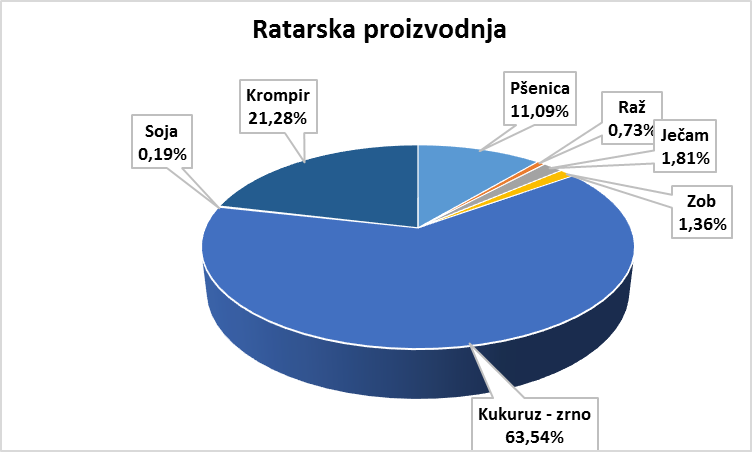 Ratarska proizvodnja
Pšenica
11,09%
Raž
0,73%
Ječam
1,81%
Zob
1,36%
Kukuruz - zrno
63,54%
Soja
0,19%
Krompir
21,28%